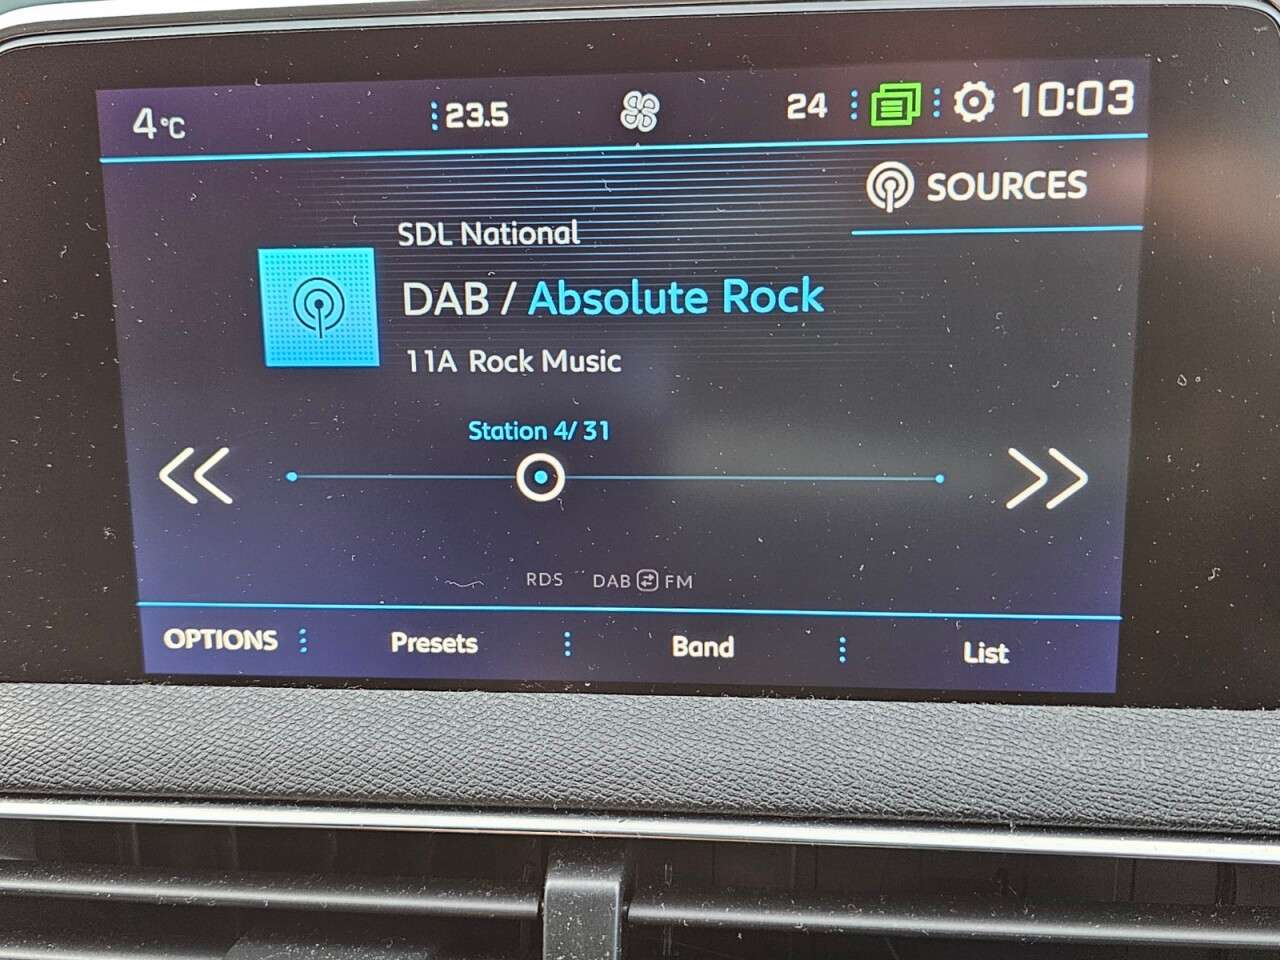 4°C 23.5 24 10:03
SOURCES
SDL National
DAB / Absolute Rock
11A Rock Music
Station 4/31
RDS DAB FM
OPTIONS Presets Band List